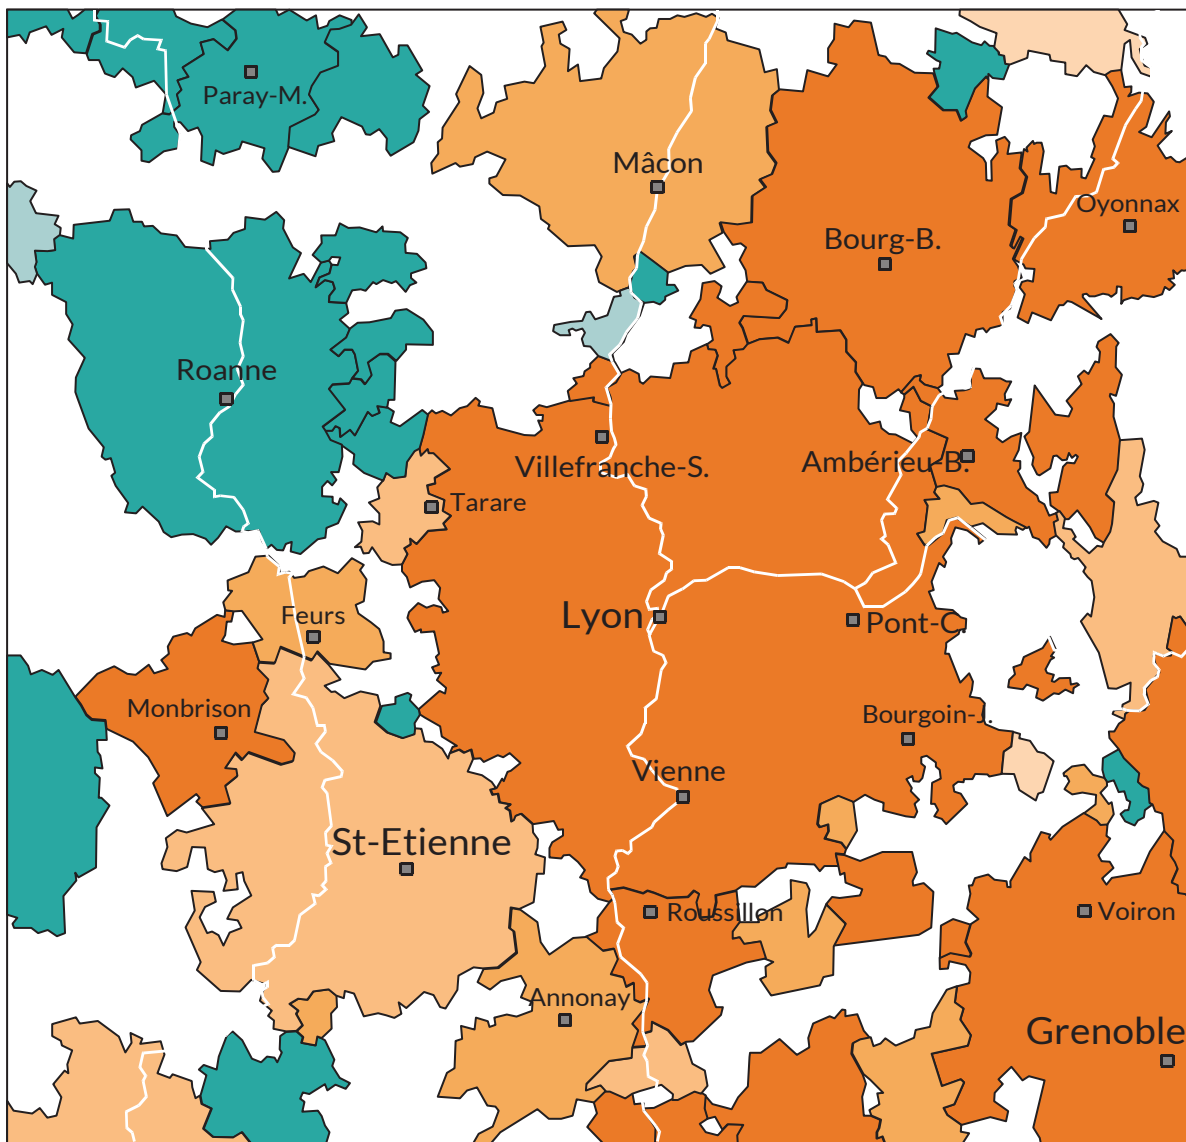 Paray-M.
Mâcon
Oyonnax
Bourg-B.
Roanne
Villefranche-S.
Ambérieu-B.
Tarare
Feurs
Lyon
Pont-C.
Monbrison
Bourgoin-J.
Vienne
St-Etienne
Roussillon
Voiron
Annonay
Grenoble